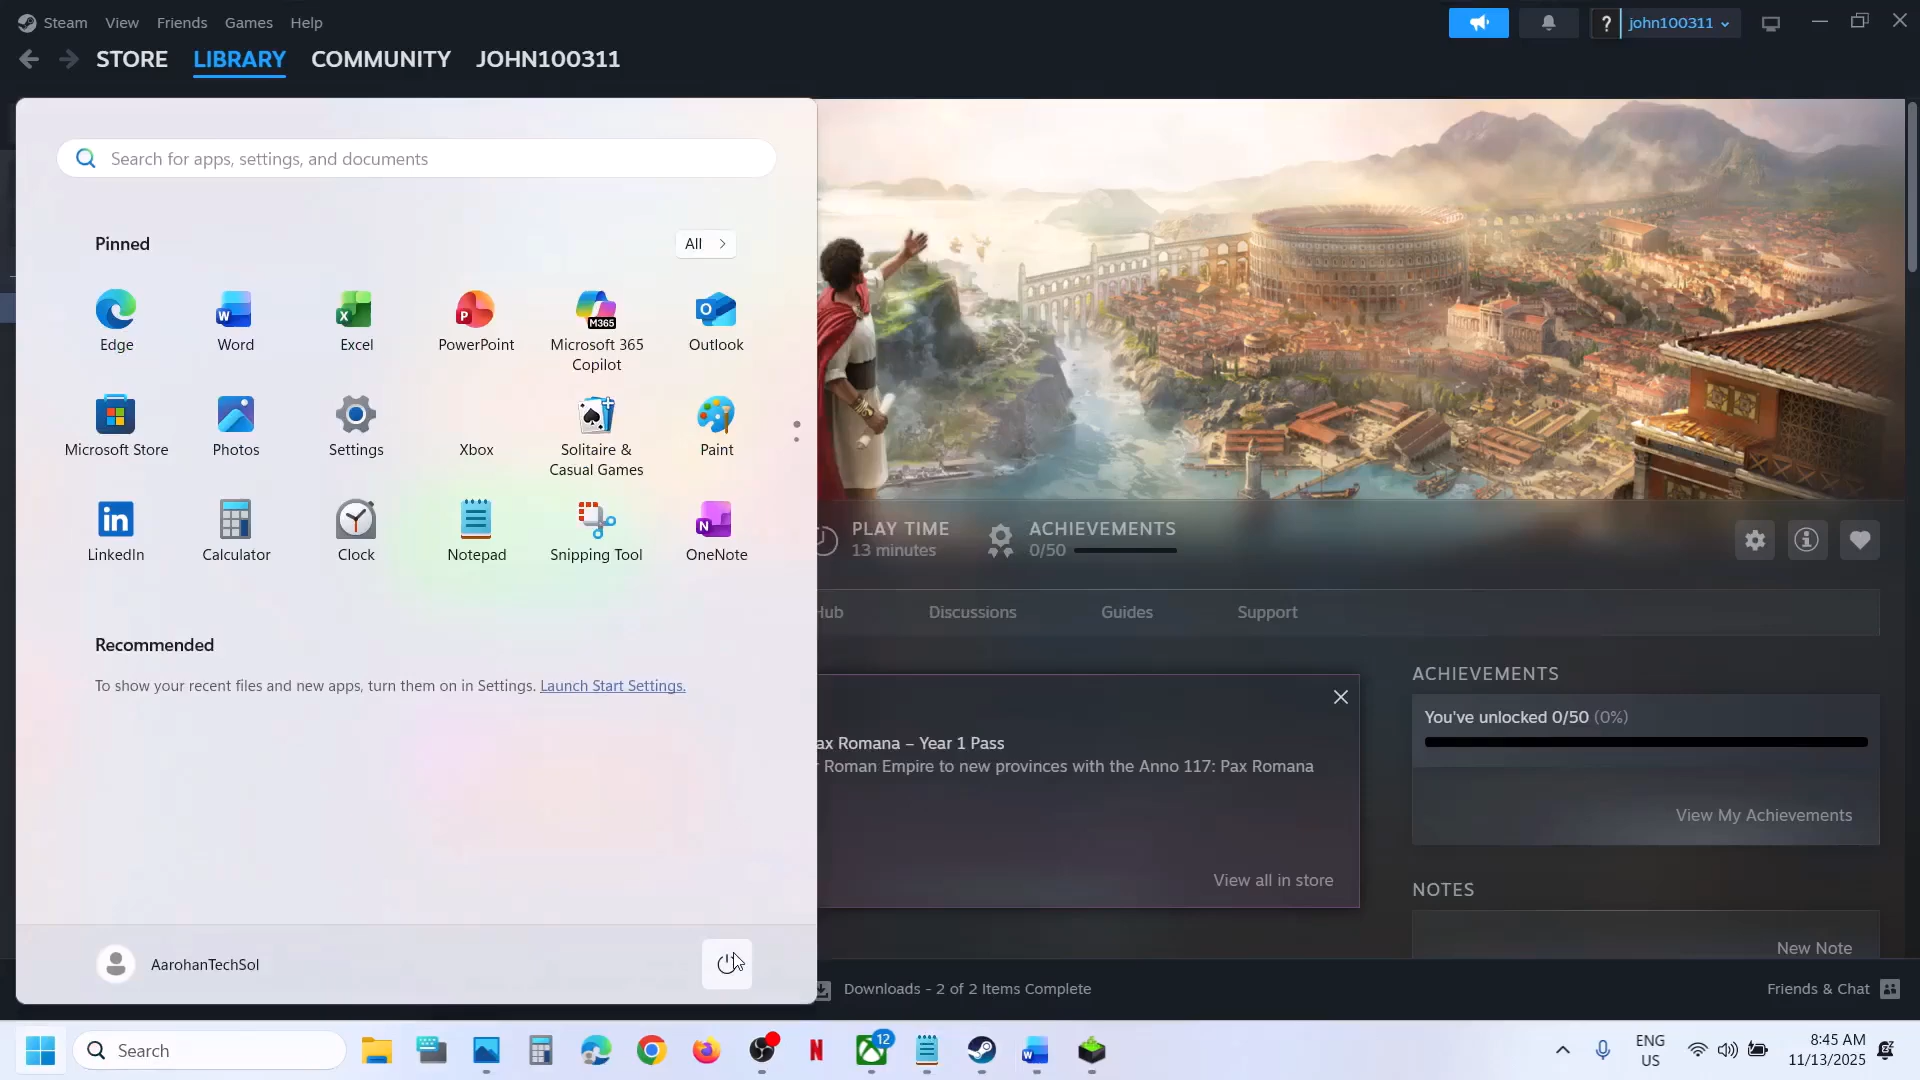 Steam View Friends Games Help
? john100311
STORE LIBRARY COMMUNITY JOHN100311
Search for apps, settings, and documents
Pinned
All
Edge Word Excel PowerPoint Microsoft 365 Copilot Outlook
Microsoft Store Photos Settings Xbox Solitaire & Casual Games Paint
LinkedIn Calculator Clock Notepad Snipping Tool OneNote
Recommended
To show your recent files and new apps, turn them on in Settings. Launch Start Settings.
AarohanTechSol
PLAY TIME
13 minutes
ACHIEVEMENTS
0/50
Hub Discussions Guides Support
ax Romana – Year 1 Pass
r Roman Empire to new provinces with the Anno 117: Pax Romana
View all in store
ACHIEVEMENTS
You've unlocked 0/50 (0%)
View My Achievements
NOTES
New Note
Downloads - 2 of 2 Items Complete
Friends & Chat
Search
12
ENG
US
8:45 AM
11/13/2025